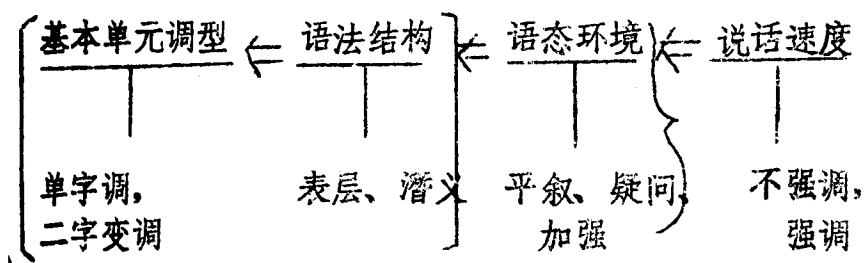 基本单元调型 ⇐ 语法结构 ⇐ 语态环境 ⇐ 说话速度
单字调， 表层、潜义 平叙、疑问、 不强调，
二字变调 加强 强调